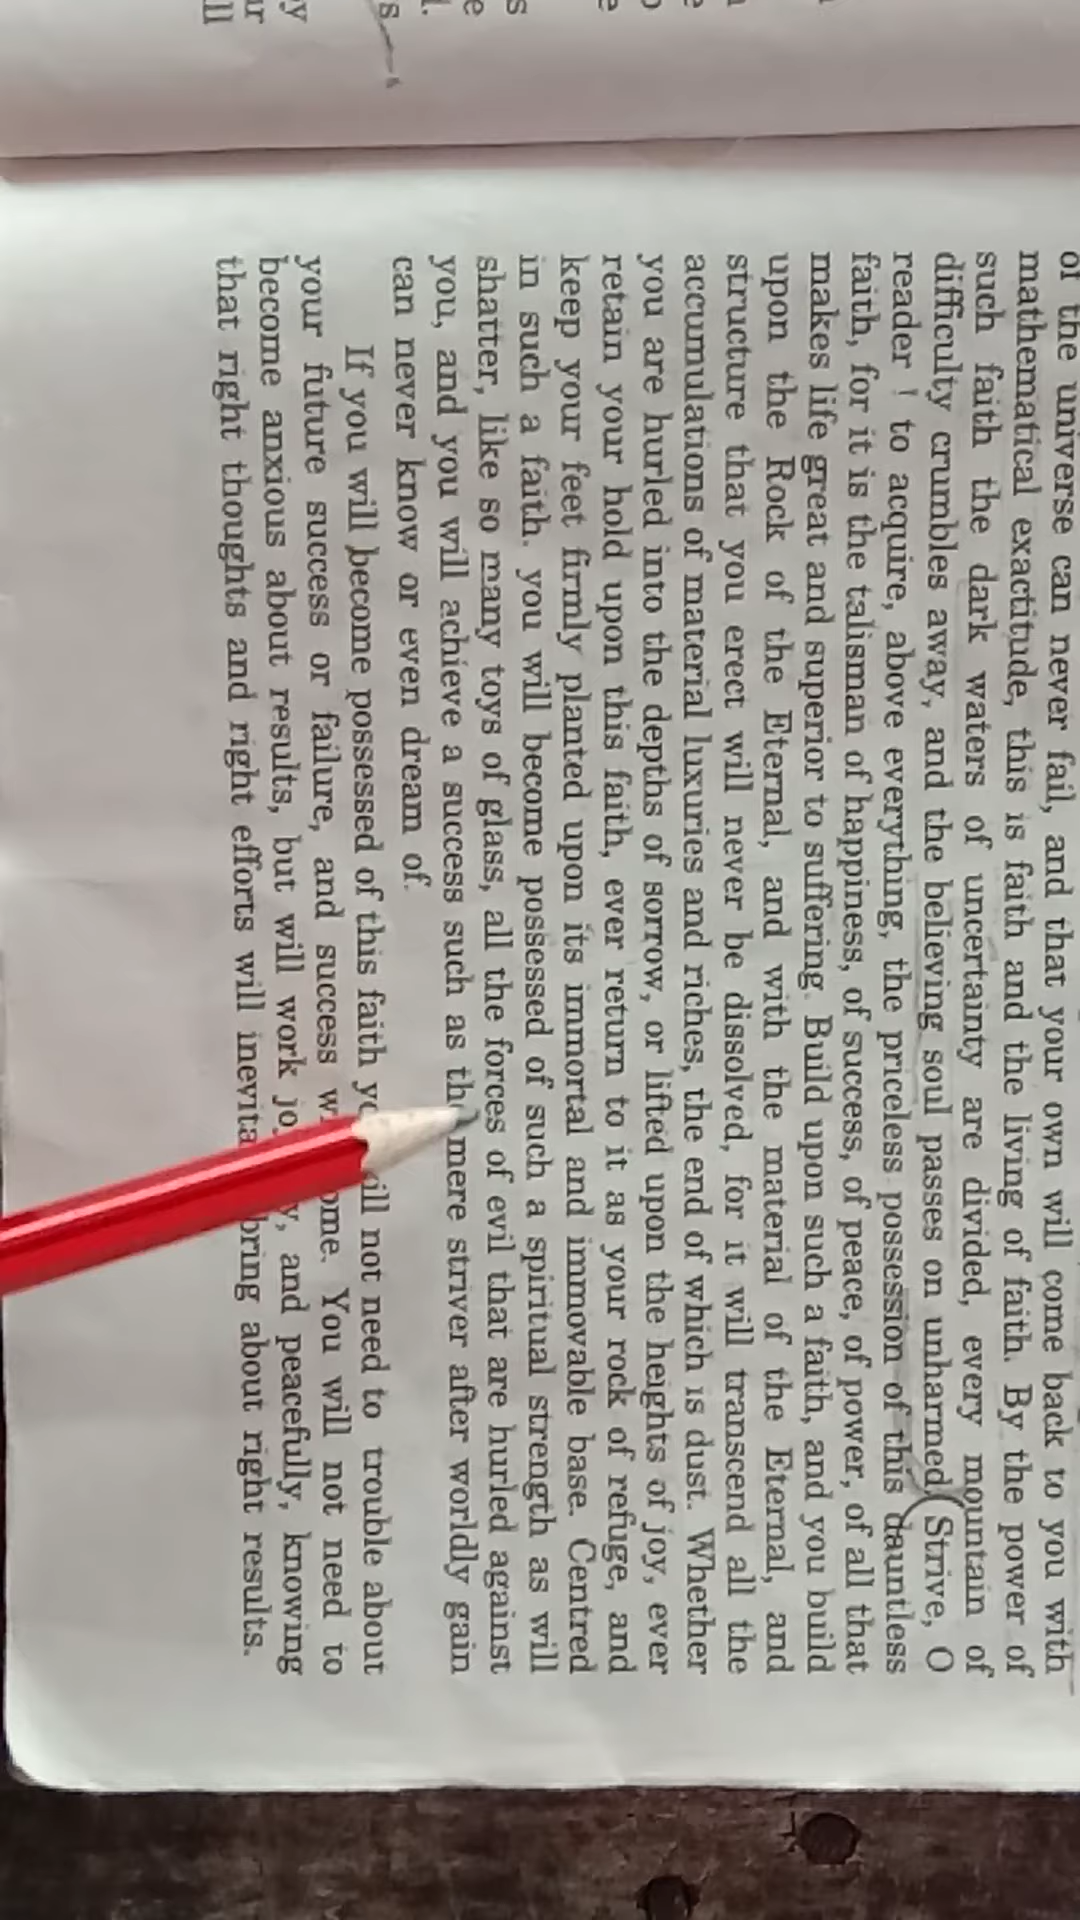 of the universe can never fail, and that your own will come back to you with
mathematical exactitude, this is faith and the living of faith. By the power of
such faith the dark waters of uncertainty are divided, every mountain of
difficulty crumbles away, and the believing soul passes on unharmed. (Strive, O
reader ! to acquire, above everything, the priceless possession of this dauntless
faith, for it is the talisman of happiness, of success, of peace, of power, of all that
makes life great and superior to suffering. Build upon such a faith, and you build
upon the Rock of the Eternal, and with the material of the Eternal, and
structure that you erect will never be dissolved, for it will transcend all the
accumulations of material luxuries and riches, the end of which is dust. Whether
you are hurled into the depths of sorrow, or lifted upon the heights of joy, ever
retain your hold upon this faith, ever return to it as your rock of refuge, and
keep your feet firmly planted upon its immortal and immovable base. Centred
in such a faith. you will become possessed of such a spiritual strength as will
shatter, like so many toys of glass, all the forces of evil that are hurled against
you, and you will achieve a success such as the mere striver after worldly gain
can never know or even dream of.
If you will become possessed of this faith not need to trouble about
your future success or failure, and success You will not need to
become anxious about results, but will work and peacefully, knowing
that right thoughts and right efforts will bring about right results.